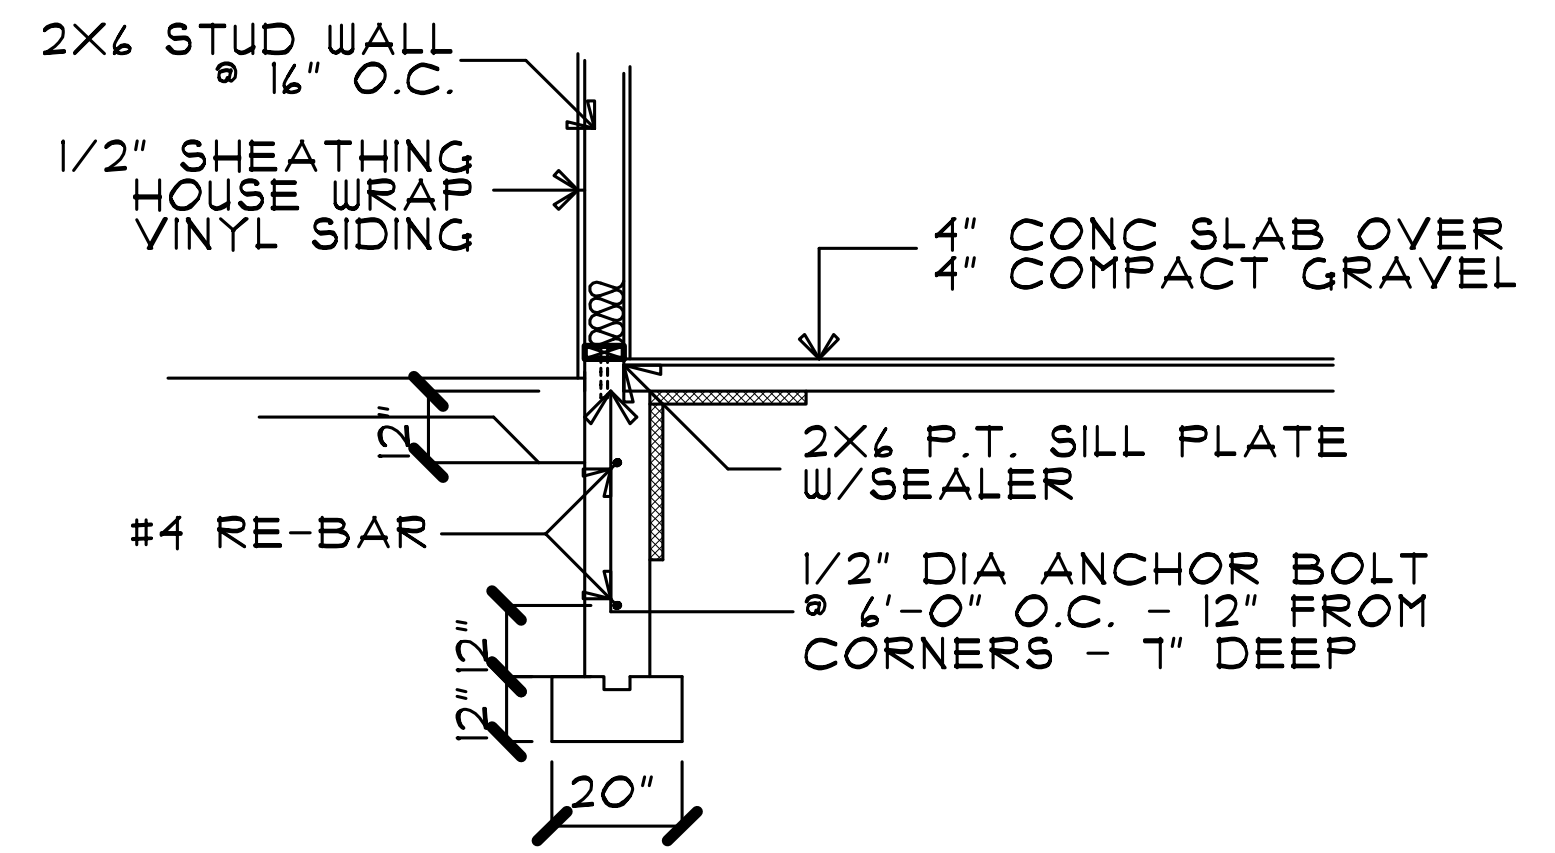 2X6 STUD WALL
@ 16" O.C.
1/2" SHEATHING
HOUSE WRAP
VINYL SIDING
4" CONC SLAB OVER
4" COMPACT GRAVEL
12"
2X6 P.T. SILL PLATE
W/SEALER
#4 RE-BAR
1/2" DIA ANCHOR BOLT
@ 6'-0" O.C. - 12" FROM
CORNERS - 7" DEEP
12"
12"
20"